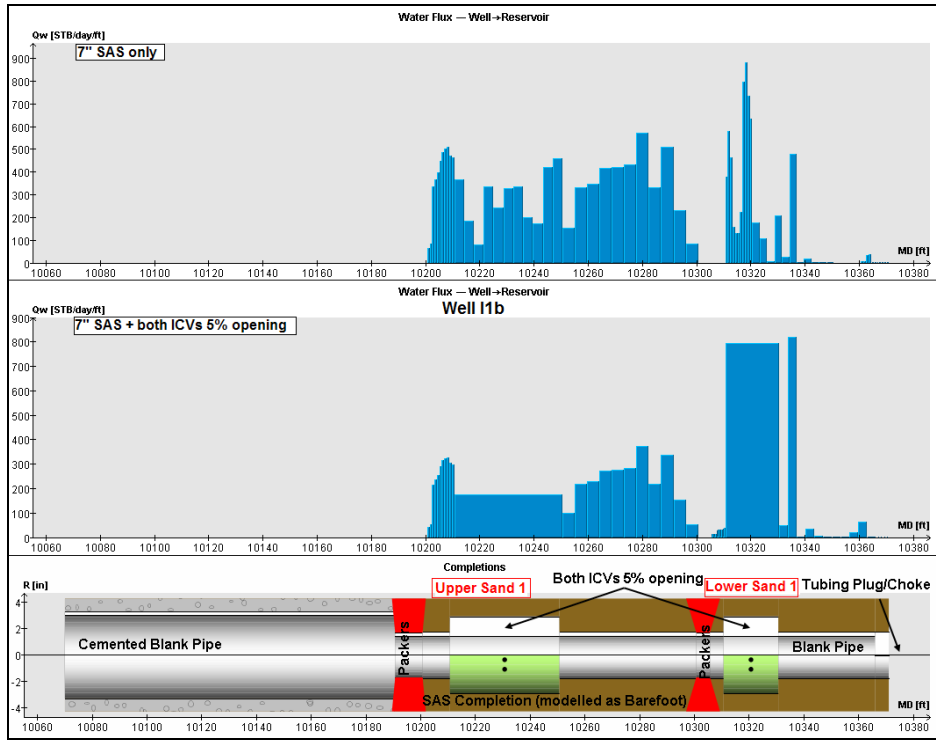 Water Flux — Well→Reservoir
Qw [STB/day/ft]
7" SAS only
900
800
700
600
500
400
300
200
100
0
MD [ft]
10060 10080 10100 10120 10140 10160 10180 10200 10220 10240 10260 10280 10300 10320 10340 10360 10380
Water Flux — Well→Reservoir
Qw [STB/day/ft]
Well I1b
900
7" SAS + both ICVs 5% opening
800
700
600
500
400
300
200
100
0
MD [ft]
10060 10080 10100 10120 10140 10160 10180 10200 10220 10240 10260 10280 10300 10320 10340 10360 10380
Completions
R [in]
Upper Sand 1
Both ICVs 5% opening
Lower Sand 1
Tubing Plug/Choke
4
2
0
-2
-4
Cemented Blank Pipe
Packers
Packers
Blank Pipe
SAS Completion (modelled as Barefoot)
MD [ft]
10060 10080 10100 10120 10140 10160 10180 10200 10220 10240 10260 10280 10300 10320 10340 10360 10380